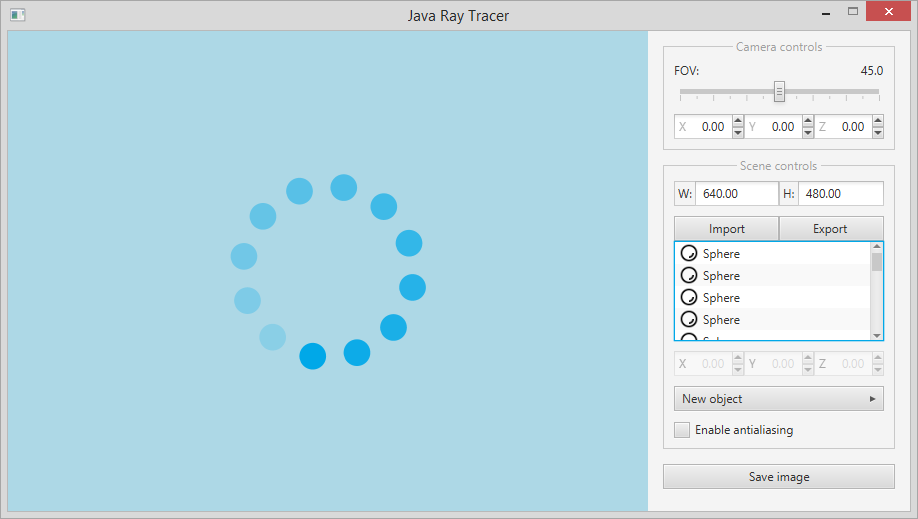 Java Ray Tracer
Camera controls
FOV: 45.0
X 0.00 Y 0.00 Z 0.00
Scene controls
W: 640.00 H: 480.00
Import Export
Sphere
Sphere
Sphere
Sphere
X 0.00 Y 0.00 Z 0.00
New object
Enable antialiasing
Save image